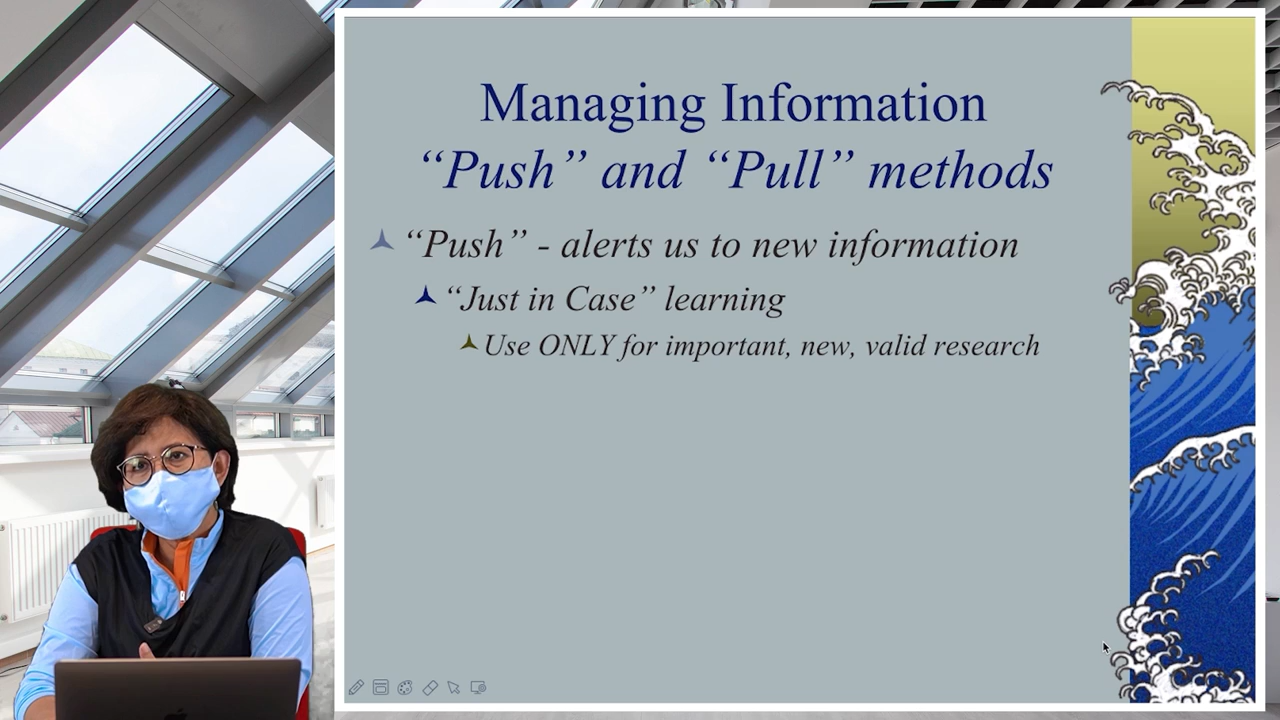 Managing Information
“Push” and “Pull” methods
“Push” - alerts us to new information
“Just in Case” learning
Use ONLY for important, new, valid research